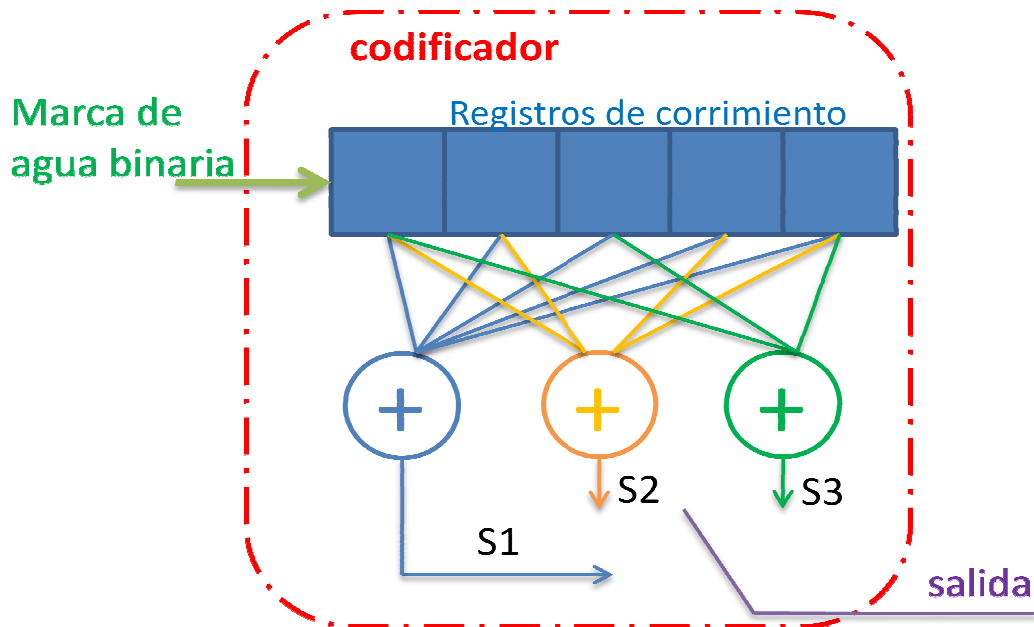 codificador
Marca de
agua binaria
Registros de corrimiento
+
+
+
S2
S3
S1
salida